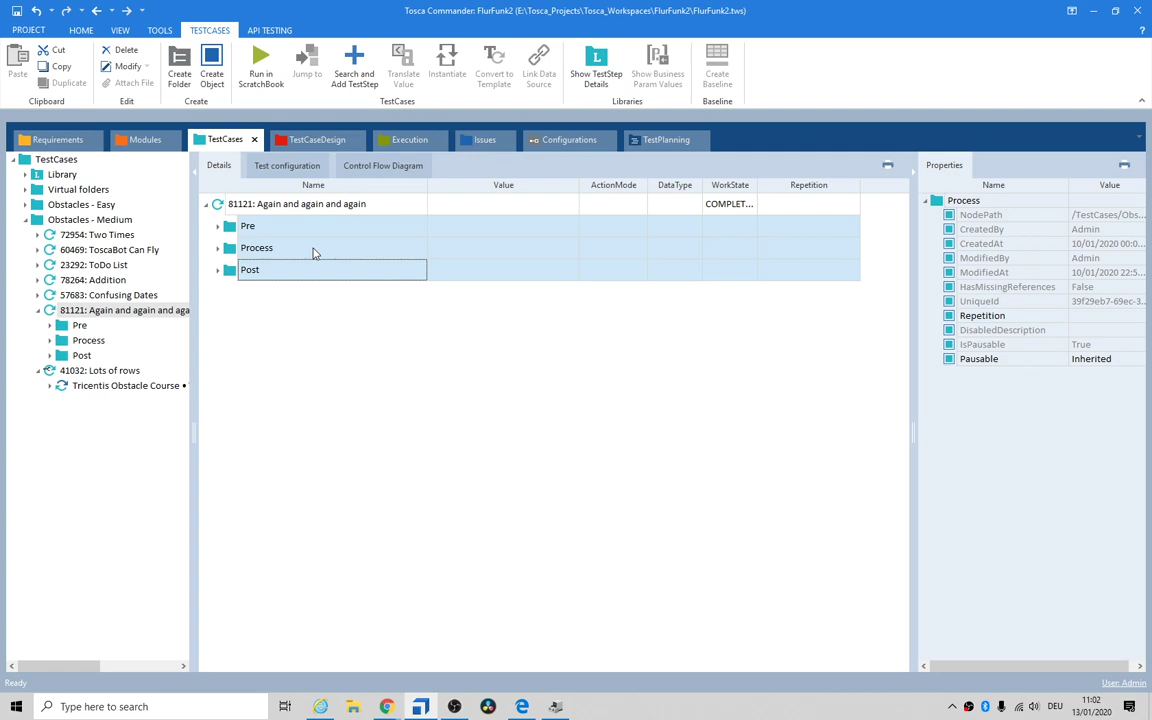 Tosca Commander: FlurFunk2 (E:\Tosca_Projects\Tosca_Workspaces\FlurFunk2\FlurFunk2.tws)
PROJECT HOME VIEW TOOLS TESTCASES API TESTING
Paste
Cut
Copy
Duplicate
Clipboard
Delete
Modify
Attach File
Edit
Create Folder
Create Object
Create
Run in ScratchBook
Jump to
Search and Add TestStep
Translate Value
Instantiate
Convert to Template
Link Data Source
TestCases
Show TestStep Details
Show Business Param Values
Libraries
Create Baseline
Baseline
Requirements Modules TestCases TestCaseDesign Execution Issues Configurations TestPlanning
TestCases
Library
Virtual folders
Obstacles - Easy
Obstacles - Medium
72954: Two Times
60469: ToscaBot Can Fly
23292: ToDo List
78264: Addition
57683: Confusing Dates
81121: Again and again and aga
Pre
Process
Post
41032: Lots of rows
Tricentis Obstacle Course •
Details Test configuration Control Flow Diagram
Name Value ActionMode DataType WorkState Repetition
81121: Again and again and again COMPLET...
Pre
Process
Post
Properties
Name Value
Process
NodePath /TestCases/Obs...
CreatedBy Admin
CreatedAt 10/01/2020 00:0...
ModifiedBy Admin
ModifiedAt 10/01/2020 22:5...
HasMissingReferences False
UniqueId 39f29eb7-69ec-3...
Repetition
DisabledDescription
IsPausable True
Pausable Inherited
Ready User: Admin
Type here to search
DEU
11:02
13/01/2020